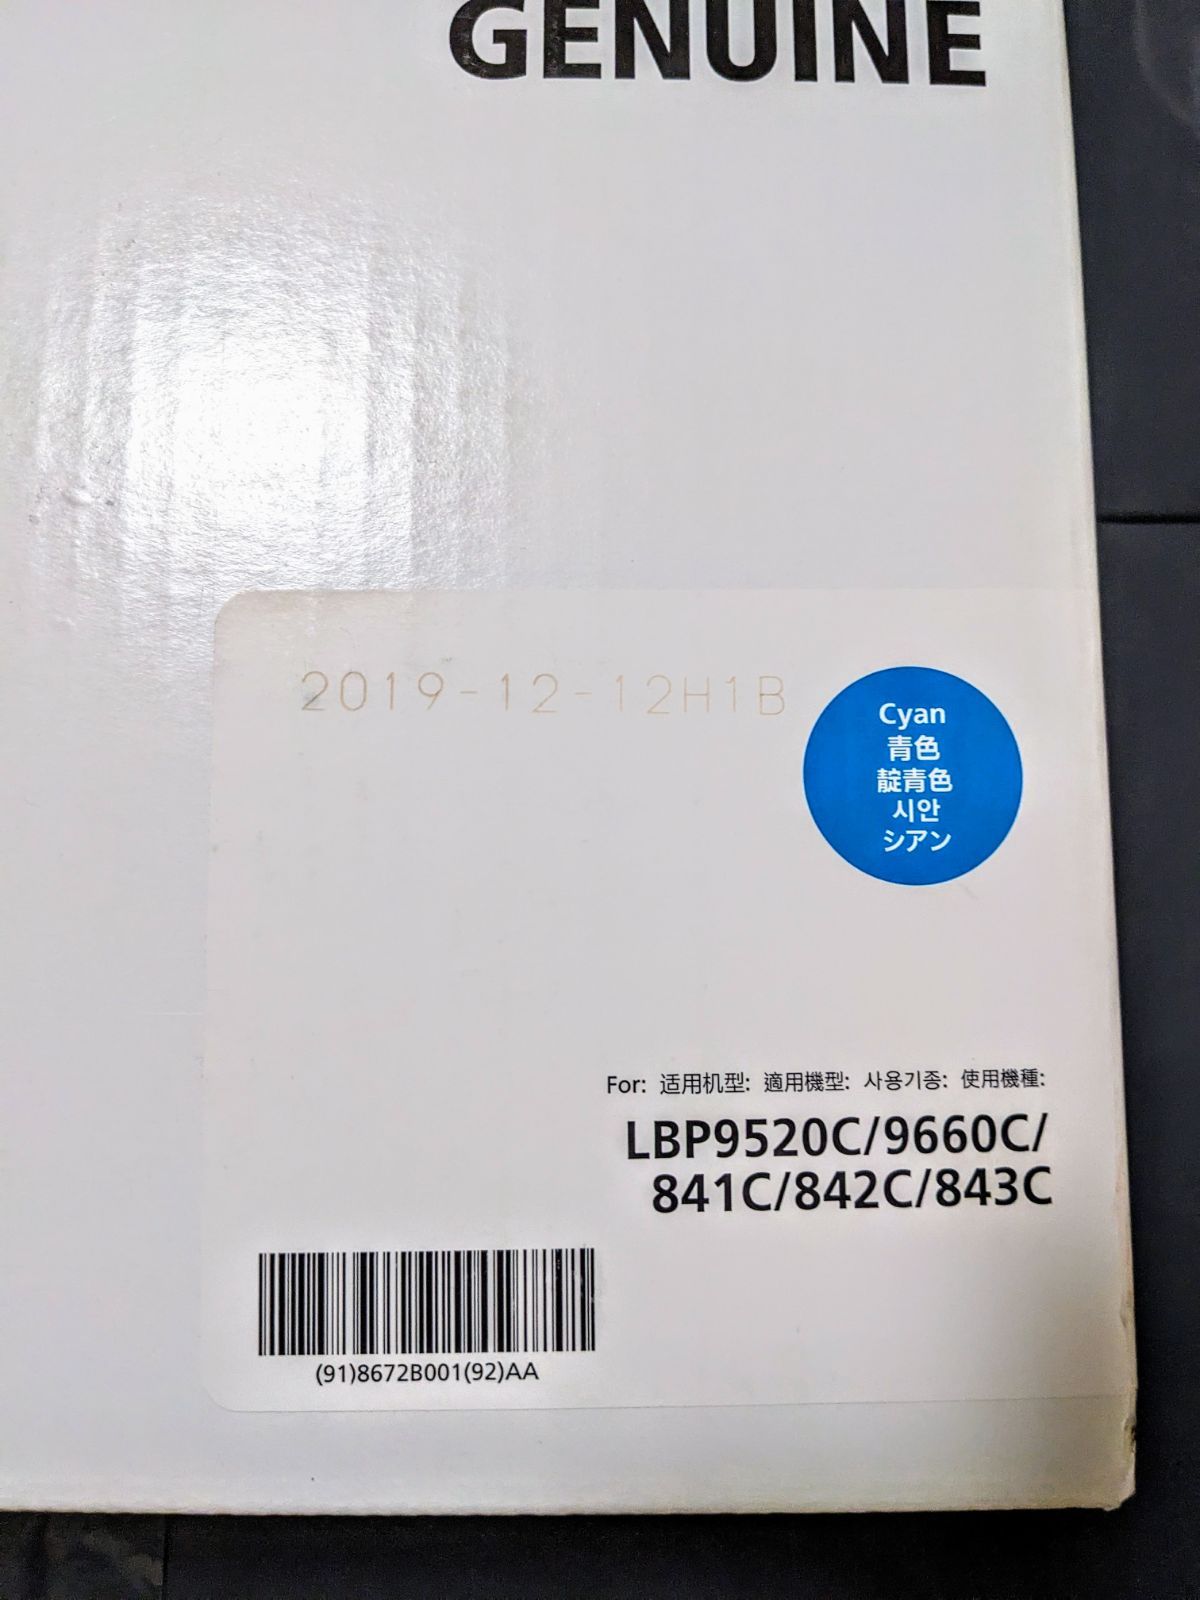 GENUINE
2019-12-12H1B
Cyan
青色
靛青色
시안
シアン
For: 适用机型: 適用機型: 사용기종: 使用機種:
LBP9520C/9660C/
841C/842C/843C
(91)8672B001(92)AA